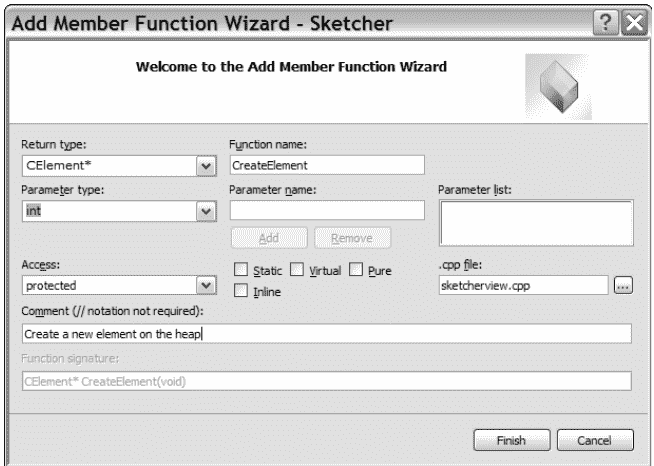 Add Member Function Wizard - Sketcher
Welcome to the Add Member Function Wizard
Return type:
Function name:
CElement*
CreateElement
Parameter type:
Parameter name:
Parameter list:
int
Add
Remove
Access:
Static
Virtual
Pure
.cpp file:
protected
Inline
sketcherview.cpp
...
Comment (// notation not required):
Create a new element on the heap
Function signature:
CElement* CreateElement(void)
Finish
Cancel